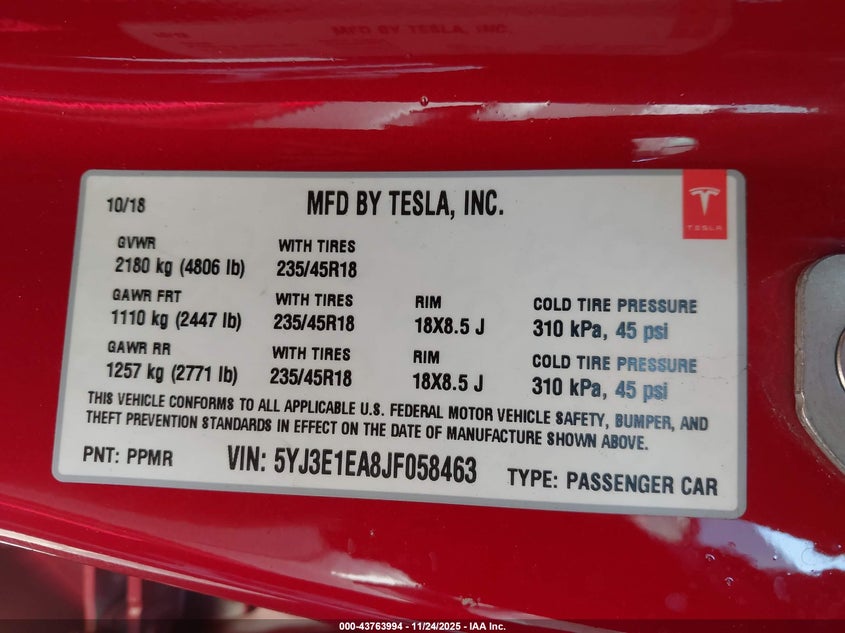 10/18 MFD BY TESLA, INC.
TESLA
GVWR WITH TIRES
2180 kg (4806 lb) 235/45R18
GAWR FRT WITH TIRES RIM COLD TIRE PRESSURE
1110 kg (2447 lb) 235/45R18 18X8.5 J 310 kPa, 45 psi
GAWR RR WITH TIRES RIM COLD TIRE PRESSURE
1257 kg (2771 lb) 235/45R18 18X8.5 J 310 kPa, 45 psi
THIS VEHICLE CONFORMS TO ALL APPLICABLE U.S. FEDERAL MOTOR VEHICLE SAFETY, BUMPER, AND
THEFT PREVENTION STANDARDS IN EFFECT ON THE DATE OF MANUFACTURE SHOWN ABOVE.
PNT: PPMR VIN: 5YJ3E1EA8JF058463 TYPE: PASSENGER CAR
000-43763994 - 11/24/2025 - IAA Inc.